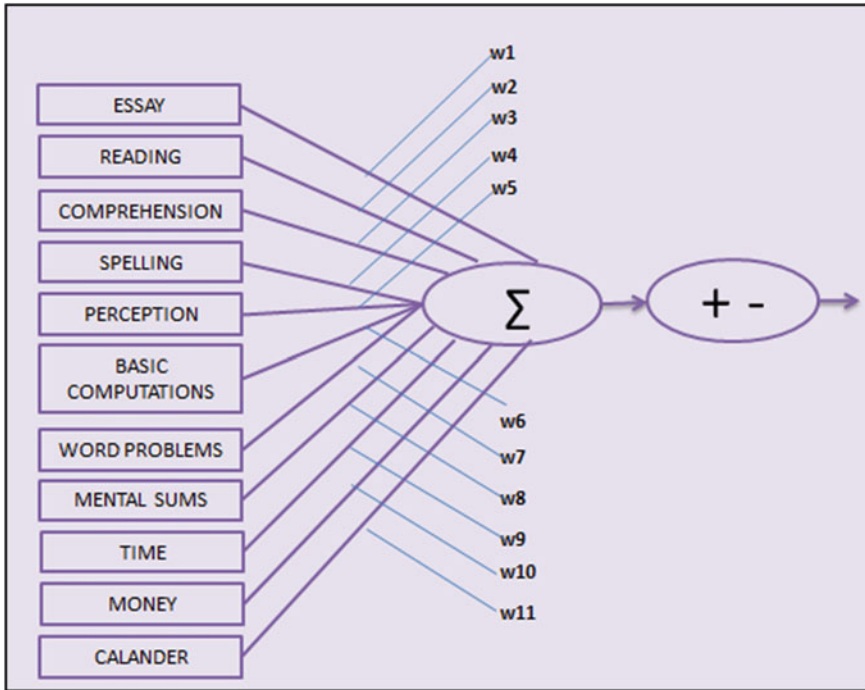 w1
w2
w3
w4
w5
ESSAY
READING
COMPREHENSION
SPELLING
PERCEPTION
BASIC
COMPUTATIONS
WORD PROBLEMS
MENTAL SUMS
TIME
MONEY
CALANDER
Σ
+ -
w6
w7
w8
w9
w10
w11